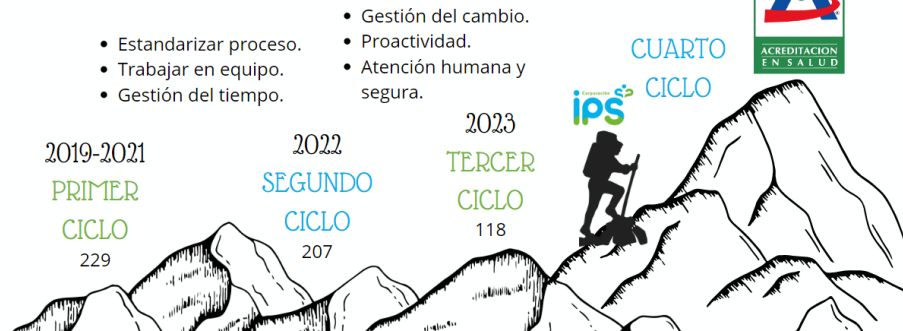 • Estandarizar proceso.
• Trabajar en equipo.
• Gestión del tiempo.
• Gestión del cambio.
• Proactividad.
• Atención humana y
segura.
2019-2021
PRIMER
CICLO
229
2022
SEGUNDO
CICLO
207
2023
TERCER
CICLO
118
Corporación
ips
CUARTO
CICLO
ACREDITACION
EN SALUD